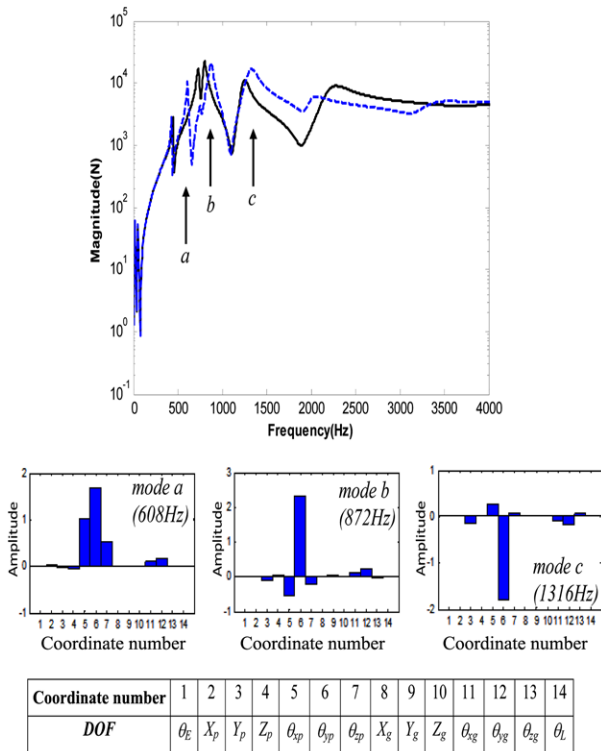 10^5
10^4
10^3
10^2
10^1
10^0
10^-1
Magnitude(N)
a
b
c
0 500 1000 1500 2000 2500 3000 3500 4000
Frequency(Hz)
2
1
0
-1
Amplitude
mode a
(608Hz)
1 2 3 4 5 6 7 8 9 10 11 12 13 14
Coordinate number
3
2
1
0
-1
Amplitude
mode b
(872Hz)
1 2 3 4 5 6 7 8 9 10 11 12 13 14
Coordinate number
1
0
-1
-2
Amplitude
mode c
(1316Hz)
1 2 3 4 5 6 7 8 9 10 11 12 13 14
Coordinate number
Coordinate number 1 2 3 4 5 6 7 8 9 10 11 12 13 14
DOF θE Xp Yp Zp θxp θyp θzp Xg Yg Zg θxg θyg θzg θL